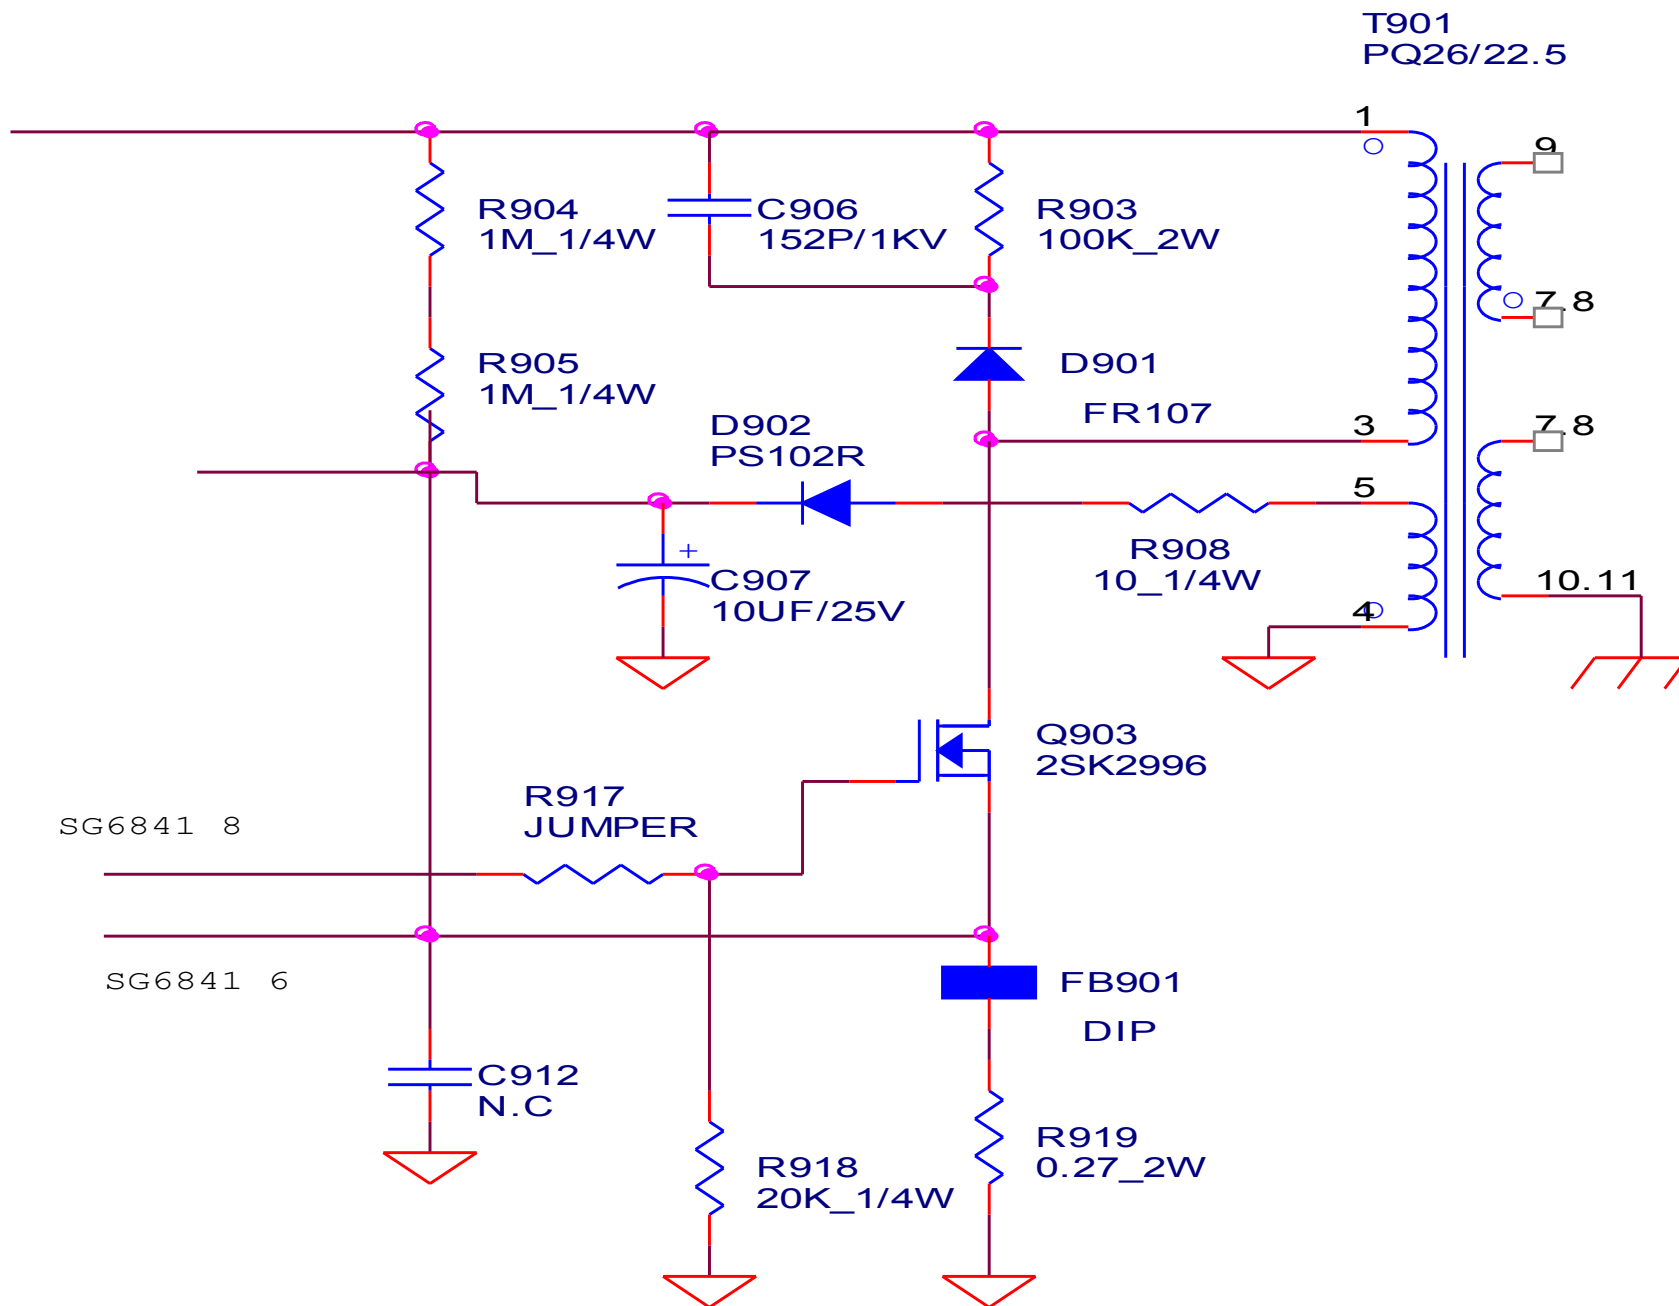 T901
PQ26/22.5
1
9
R904
1M_1/4W
C906
152P/1KV
R903
100K_2W
7.8
R905
1M_1/4W
D901
FR107
D902
PS102R
3
7.8
5
R908
10_1/4W
+
C907
10UF/25V
10.11
4
Q903
2SK2996
R917
JUMPER
SG6841 8
SG6841 6
FB901
DIP
C912
N.C
R919
0.27_2W
R918
20K_1/4W